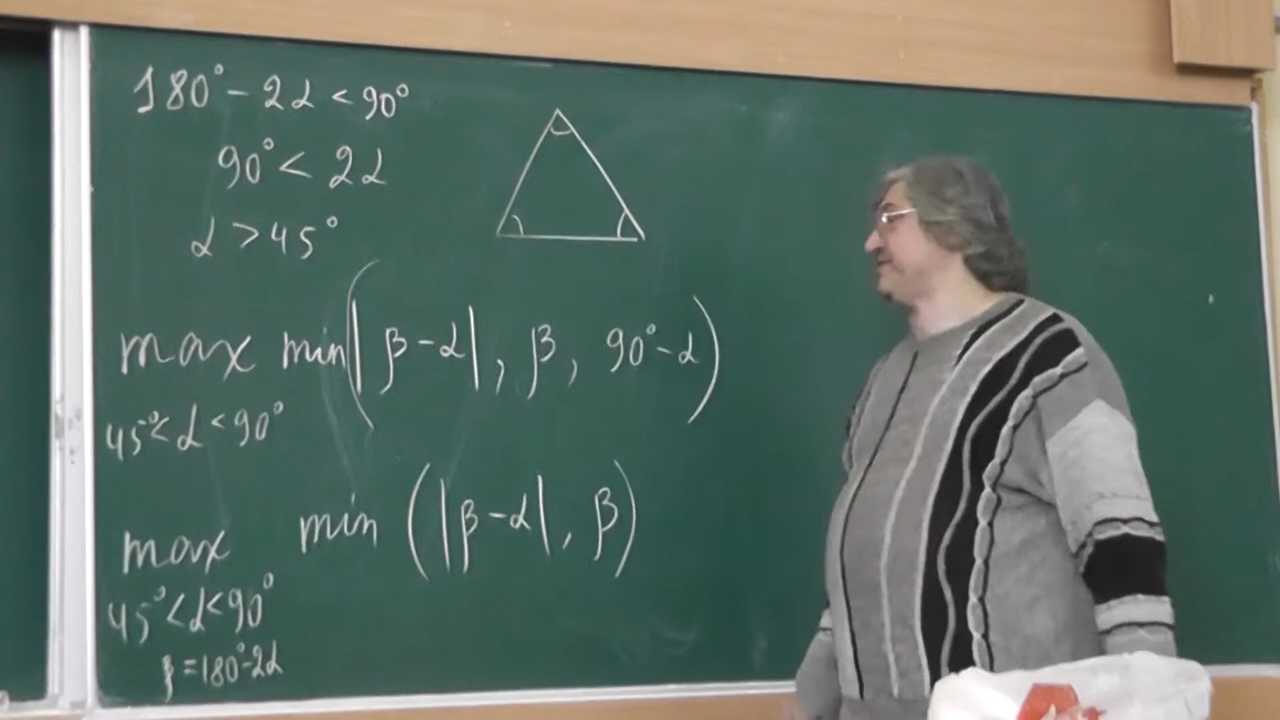 180° - 2α < 90°
90° < 2α
α > 45°
max min(|β-α|, β, 90°-α)
45° < α < 90°
max min (|β-α|, β)
45° < α < 90°
β = 180° - 2α